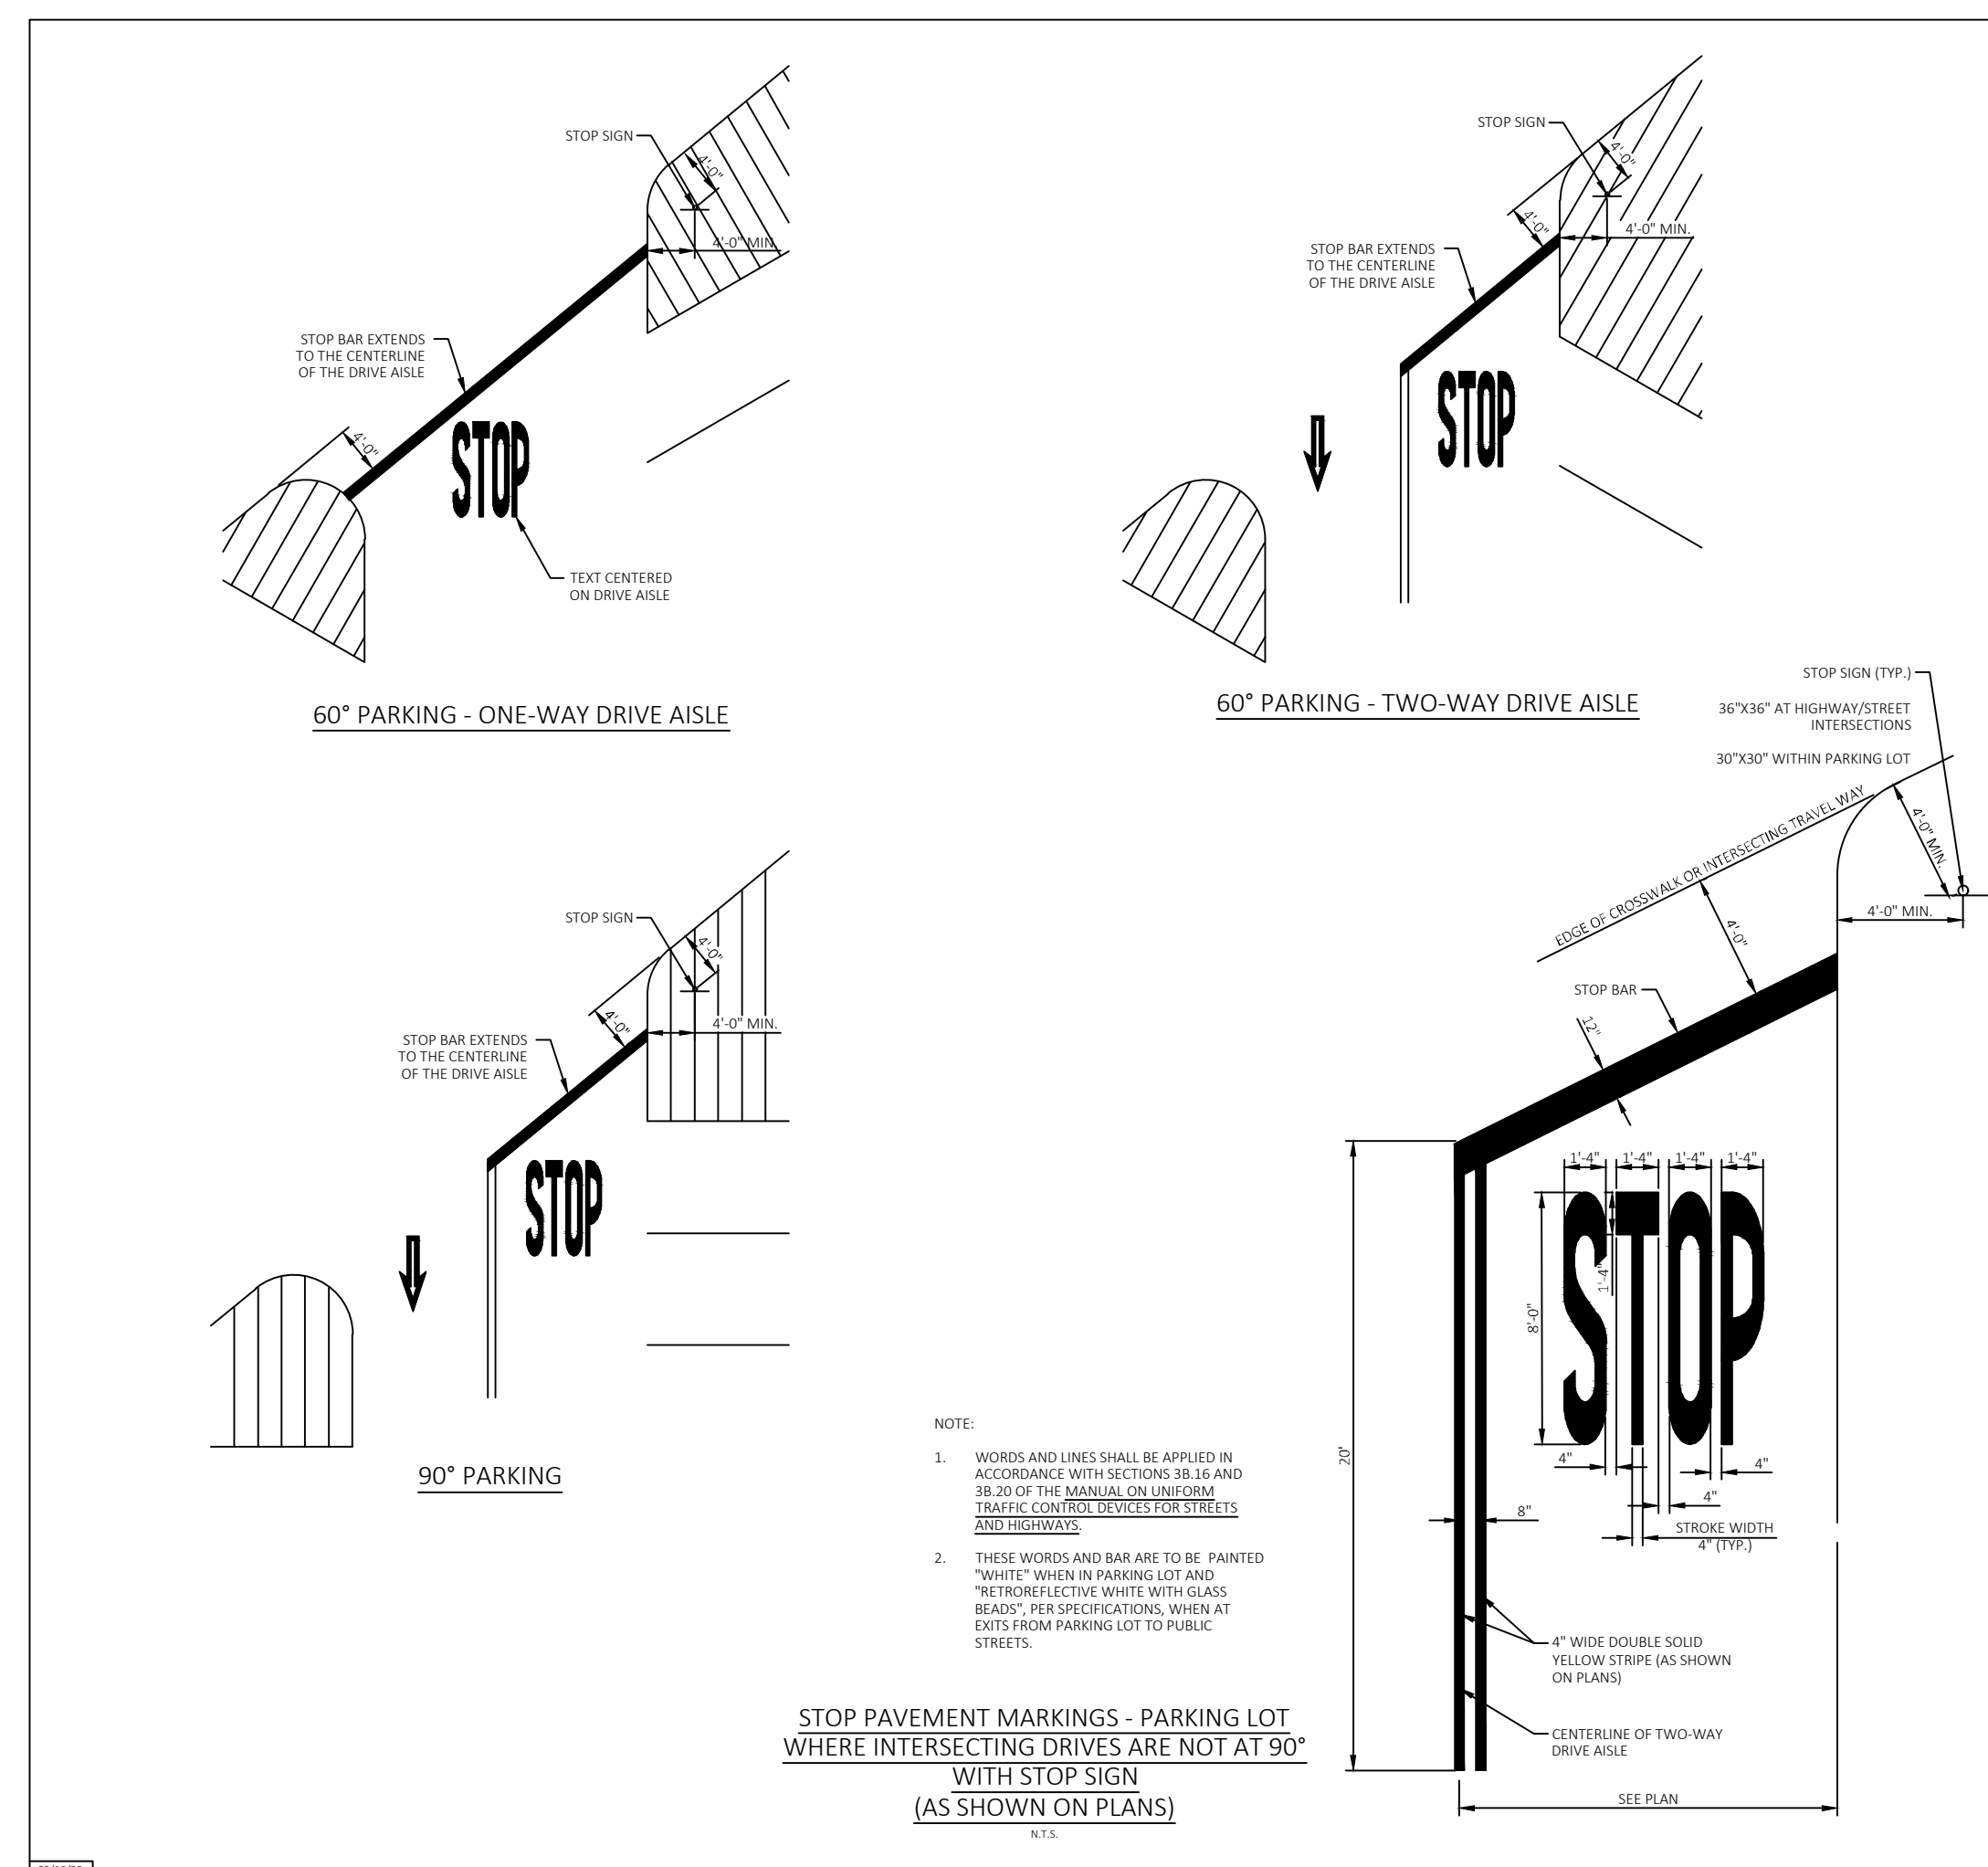 STOP SIGN
4'-0"
4'-0" MIN.
STOP BAR EXTENDS
TO THE CENTERLINE
OF THE DRIVE AISLE
4'-0"
STOP
TEXT CENTERED
ON DRIVE AISLE
60° PARKING - ONE-WAY DRIVE AISLE
STOP SIGN
4'-0"
4'-0"
4'-0" MIN.
STOP BAR EXTENDS
TO THE CENTERLINE
OF THE DRIVE AISLE
STOP
60° PARKING - TWO-WAY DRIVE AISLE
STOP SIGN
4'-0"
4'-0"
4'-0" MIN.
STOP BAR EXTENDS
TO THE CENTERLINE
OF THE DRIVE AISLE
STOP
90° PARKING
STOP SIGN (TYP.)
36"X36" AT HIGHWAY/STREET
INTERSECTIONS
30"X30" WITHIN PARKING LOT
EDGE OF CROSSWALK OR INTERSECTING TRAVEL WAY
4'-0" MIN.
4'-0" MIN.
4'-0"
STOP BAR
12"
1'-4" 1'-4" 1'-4" 1'-4"
STOP
1'-4"
8'-0"
4" 4"
4"
STROKE WIDTH
4" (TYP.)
20'
8"
4" WIDE DOUBLE SOLID
YELLOW STRIPE (AS SHOWN
ON PLANS)
CENTERLINE OF TWO-WAY
DRIVE AISLE
SEE PLAN
NOTE:
1. WORDS AND LINES SHALL BE APPLIED IN
ACCORDANCE WITH SECTIONS 3B.16 AND
3B.20 OF THE MANUAL ON UNIFORM
TRAFFIC CONTROL DEVICES FOR STREETS
AND HIGHWAYS.
2. THESE WORDS AND BAR ARE TO BE PAINTED
"WHITE" WHEN IN PARKING LOT AND
"RETROREFLECTIVE WHITE WITH GLASS
BEADS", PER SPECIFICATIONS, WHEN AT
EXITS FROM PARKING LOT TO PUBLIC
STREETS.
STOP PAVEMENT MARKINGS - PARKING LOT
WHERE INTERSECTING DRIVES ARE NOT AT 90°
WITH STOP SIGN
(AS SHOWN ON PLANS)
N.T.S.